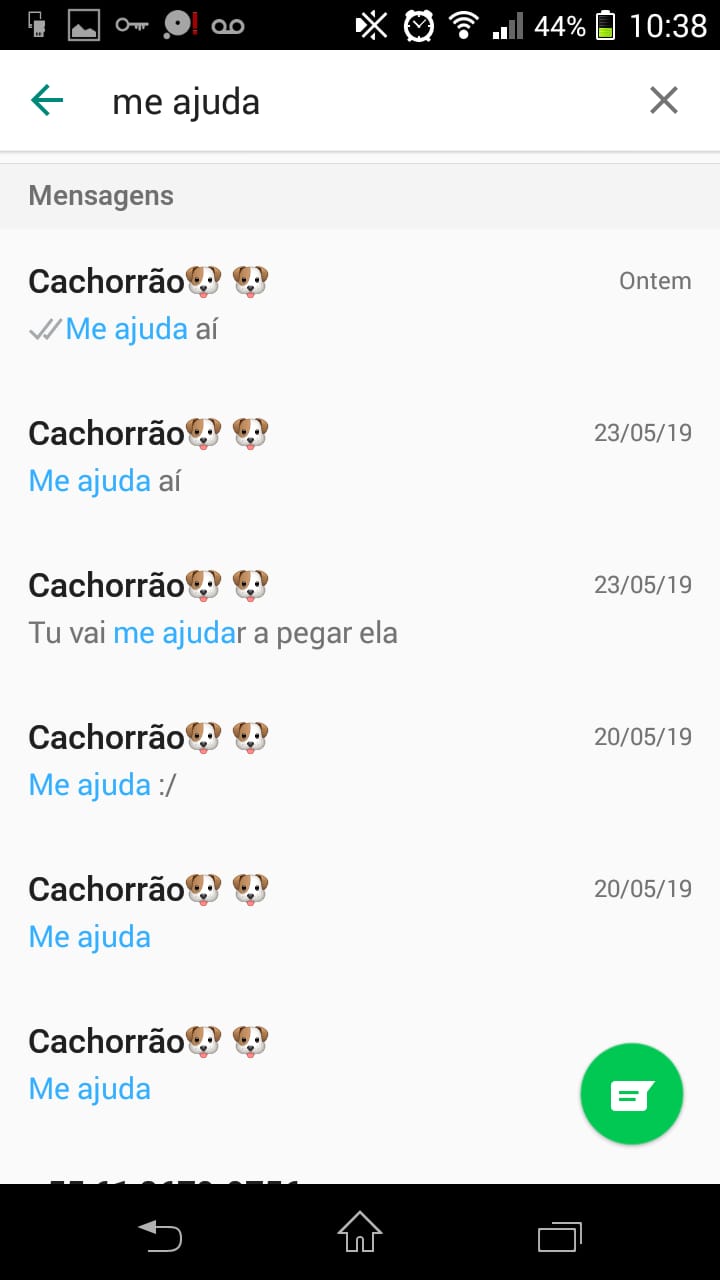 44% 10:38
me ajuda
Mensagens
Cachorrão🐶 🐶 Ontem
Me ajuda aí
Cachorrão🐶 🐶 23/05/19
Me ajuda aí
Cachorrão🐶 🐶 23/05/19
Tu vai me ajudar a pegar ela
Cachorrão🐶 🐶 20/05/19
Me ajuda :/
Cachorrão🐶 🐶 20/05/19
Me ajuda
Cachorrão🐶 🐶
Me ajuda